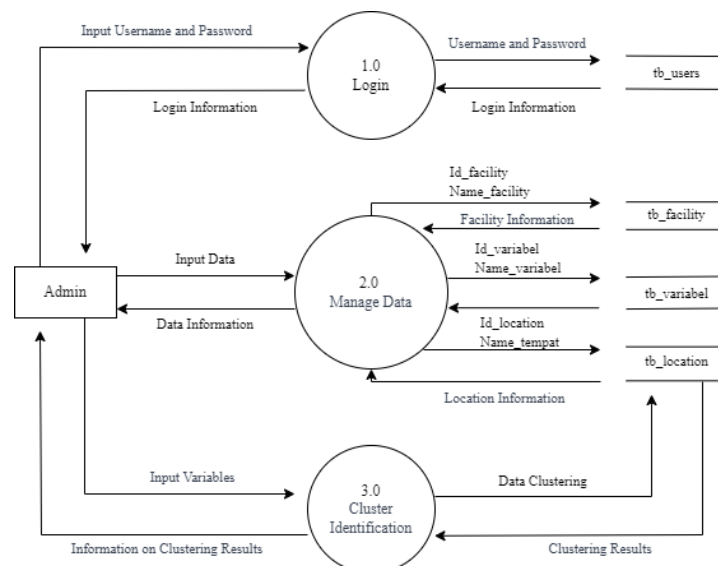 Input Username and Password
Username and Password
1.0
Login
tb_users
Login Information
Login Information
Id_facility
Name_facility
tb_facility
Facility Information
Input Data
Id_variabel
Name_variabel
Admin
2.0
Manage Data
tb_variabel
Data Information
Id_location
Name_tempat
tb_location
Location Information
Input Variables
3.0
Cluster
Identification
Data Clustering
Information on Clustering Results
Clustering Results